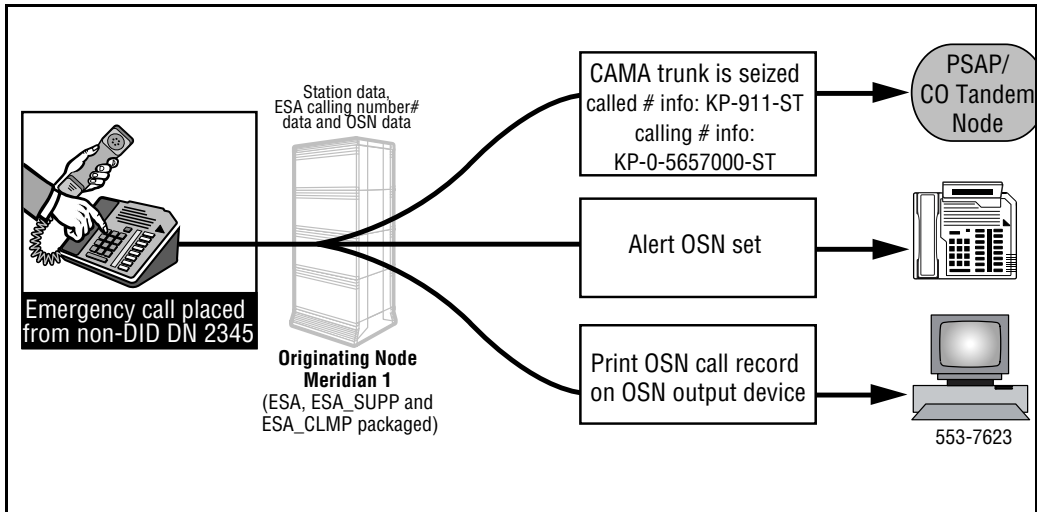 Emergency call placed
from non-DID DN 2345
Station data,
ESA calling number#
data and OSN data
Originating Node
Meridian 1
(ESA, ESA_SUPP and
ESA_CLMP packaged)
CAMA trunk is seized
called # info: KP-911-ST
calling # info:
KP-0-5657000-ST
PSAP/
CO Tandem
Node
Alert OSN set
Print OSN call record
on OSN output device
553-7623